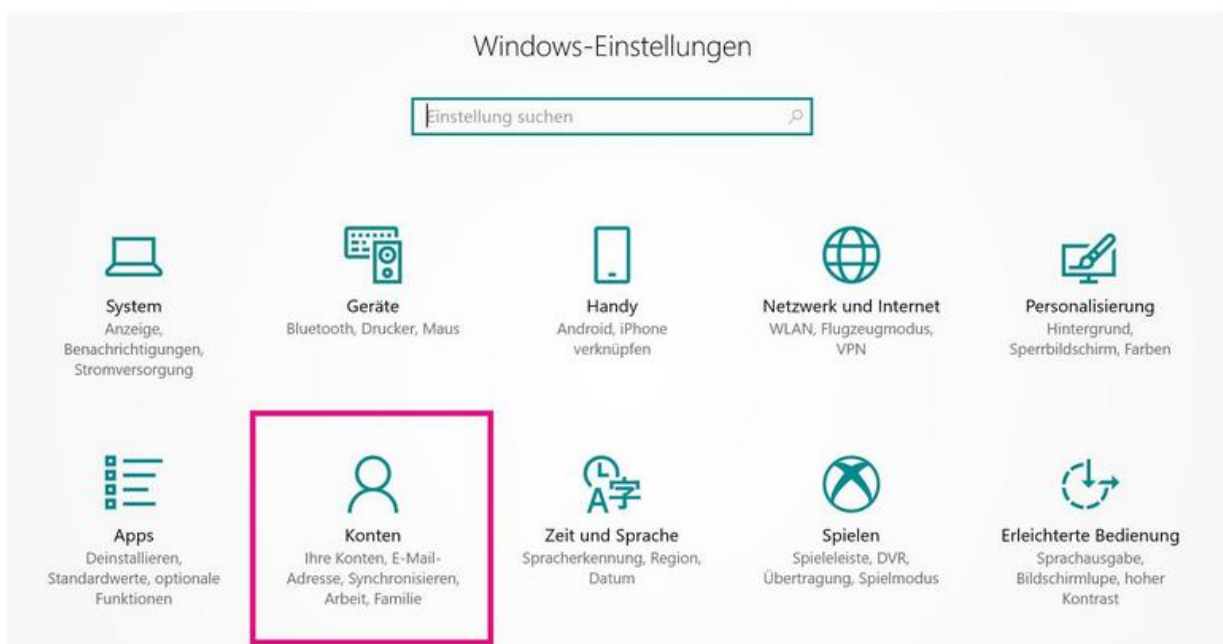 Windows-Einstellungen
Einstellung suchen
System
Anzeige,
Benachrichtigungen,
Stromversorgung
Geräte
Bluetooth, Drucker, Maus
Handy
Android, iPhone
verknüpfen
Netzwerk und Internet
WLAN, Flugzeugmodus,
VPN
Personalisierung
Hintergrund,
Sperrbildschirm, Farben
Apps
Deinstallieren,
Standardwerte, optionale
Funktionen
Konten
Ihre Konten, E-Mail-
Adresse, Synchronisieren,
Arbeit, Familie
Zeit und Sprache
Spracherkennung, Region,
Datum
Spielen
Spieleleiste, DVR,
Übertragung, Spielmodus
Erleichterte Bedienung
Sprachausgabe,
Bildschirmlupe, hoher
Kontrast